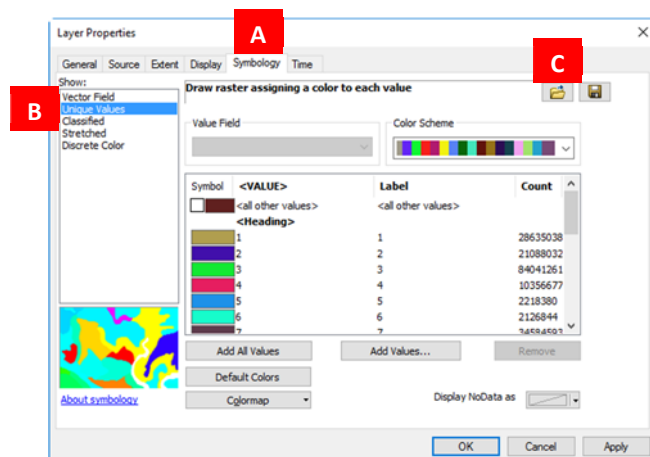 A
Layer Properties
C
General Source Extent Display Symbology Time
Show:
B
Vector Field
Unique Values
Classified
Stretched
Discrete Color
Draw raster assigning a color to each value
Value Field
Color Scheme
Symbol <VALUE> Label Count
<all other values> <all other values>
<Heading>
1 1 28635038
2 2 21088032
3 3 84041261
4 4 10356677
5 5 2218380
6 6 2126844
7 7 34584593
Add All Values Add Values... Remove
Default Colors
About symbology
Colormap
Display NoData as
OK Cancel Apply